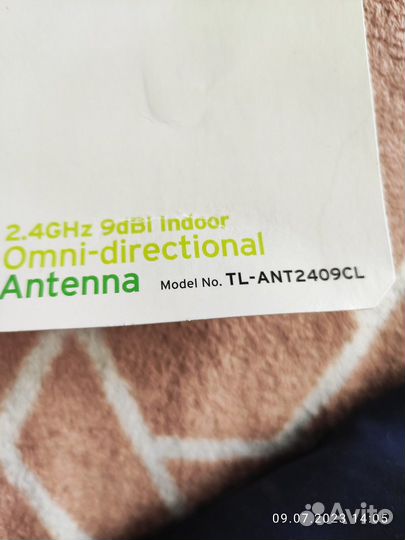 2.4GHz 9dBi Indoor
Omni-directional
Antenna Model No. TL-ANT2409CL
09.07.2023 14:05
Avito